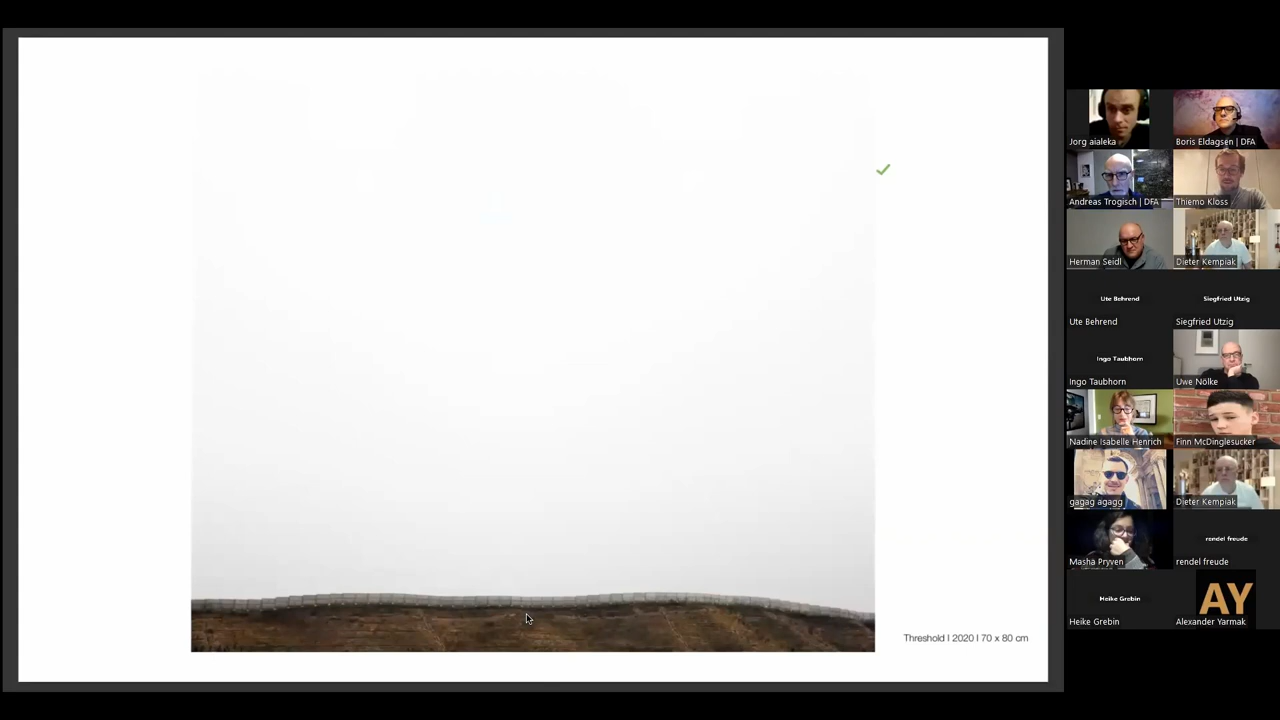 Threshold I 2020 I 70 x 80 cm
Jorg aialeka
Boris Eldagsen | DFA
Andreas Trogisch | DFA
Thiemo Kloss
Herman Seidl
Dieter Kempiak
Ute Behrend
Siegfried Utzig
Ute Behrend
Siegfried Utzig
Ingo Taubhorn
Ingo Taubhorn
Uwe Nölke
Nadine Isabelle Henrich
Finn McDinglesucker
gagag agagg
Dieter Kempiak
rendel freude
Masha Pryven
rendel freude
Heike Grebin
AY
Heike Grebin
Alexander Yarmak